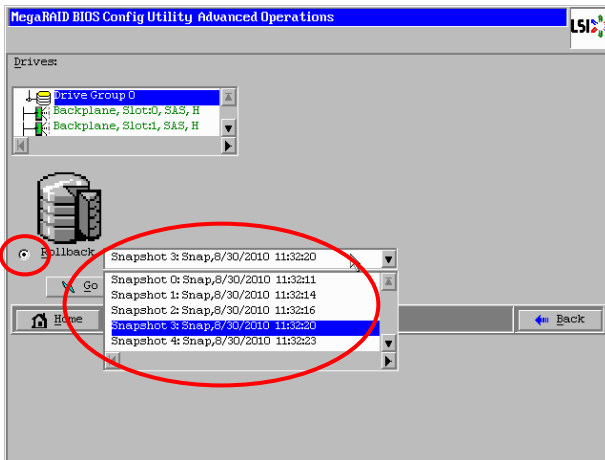 MegaRAID BIOS Config Utility Advanced Operations
LSI
Drives:
Drive Group 0
Backplane, Slot:0, SAS, H
Backplane, Slot:1, SAS, H
Rollback
Snapshot 3: Snap,8/30/2010 11:32:20
Go
Snapshot 0: Snap,8/30/2010 11:32:11
Snapshot 1: Snap,8/30/2010 11:32:14
Snapshot 2: Snap,8/30/2010 11:32:16
Snapshot 3: Snap,8/30/2010 11:32:20
Snapshot 4: Snap,8/30/2010 11:32:23
Home
Back